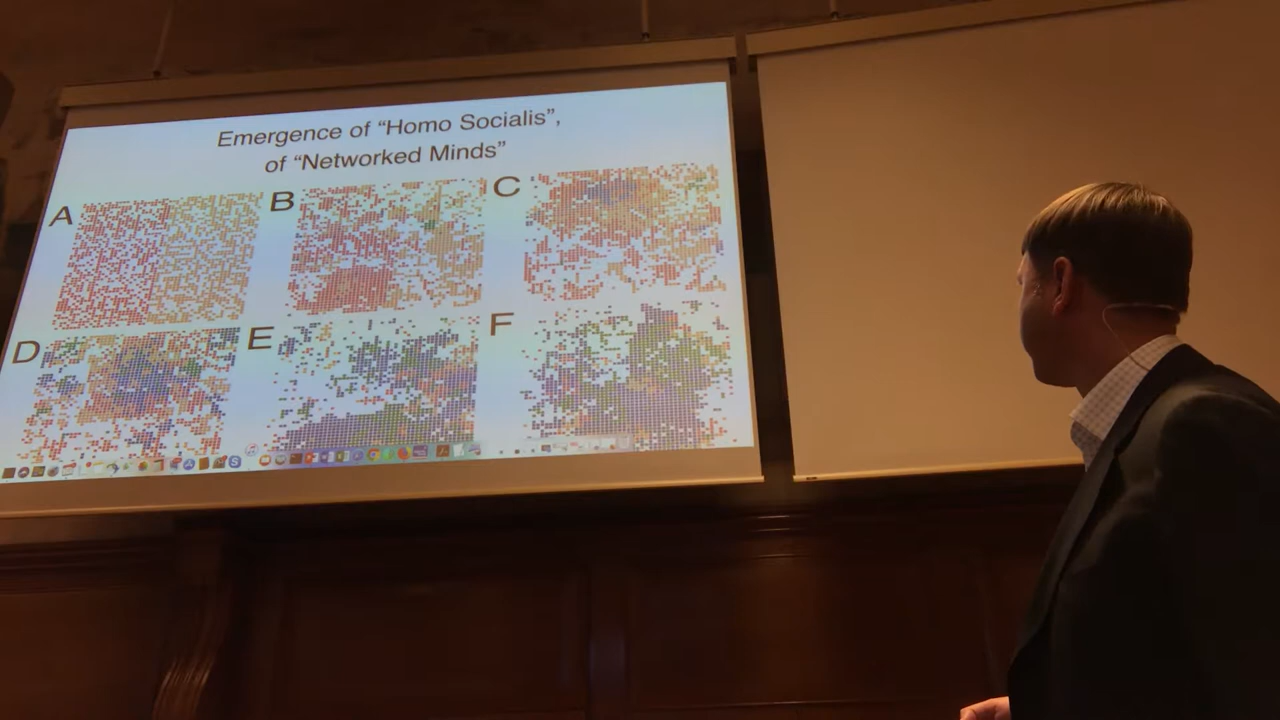 Emergence of “Homo Socialis”,
of “Networked Minds”
A
B
C
D
E
F